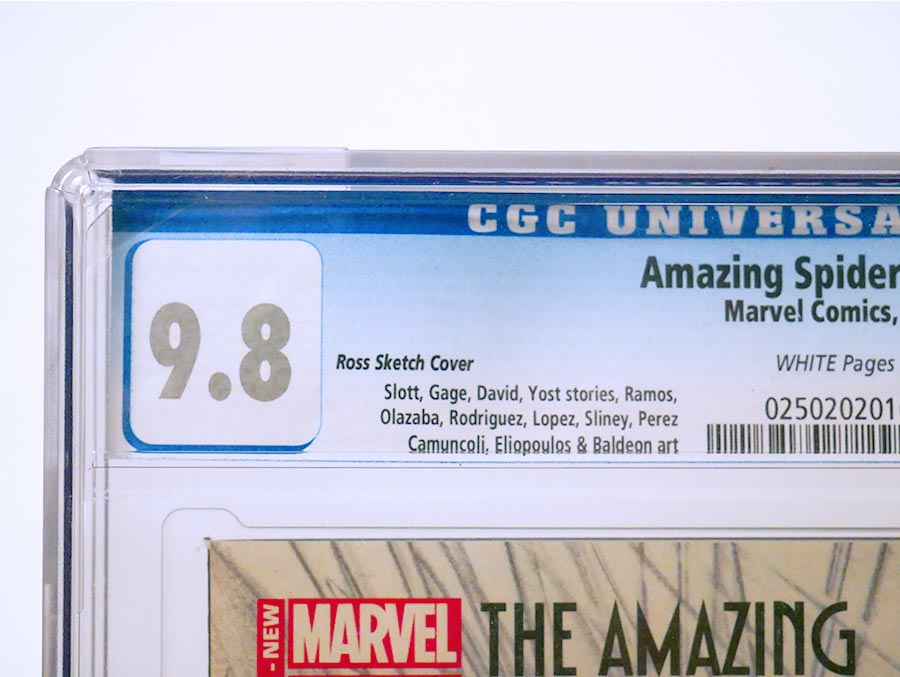 CGC UNIVERSA
9.8
Amazing Spider
Marvel Comics,
Ross Sketch Cover
WHITE Pages
Slott, Gage, David, Yost stories, Ramos,
Olazaba, Rodriguez, Lopez, Sliney, Perez
Camuncoli, Eliopoulos & Baldeon art
025020201
-NEW
MARVEL
THE AMAZING